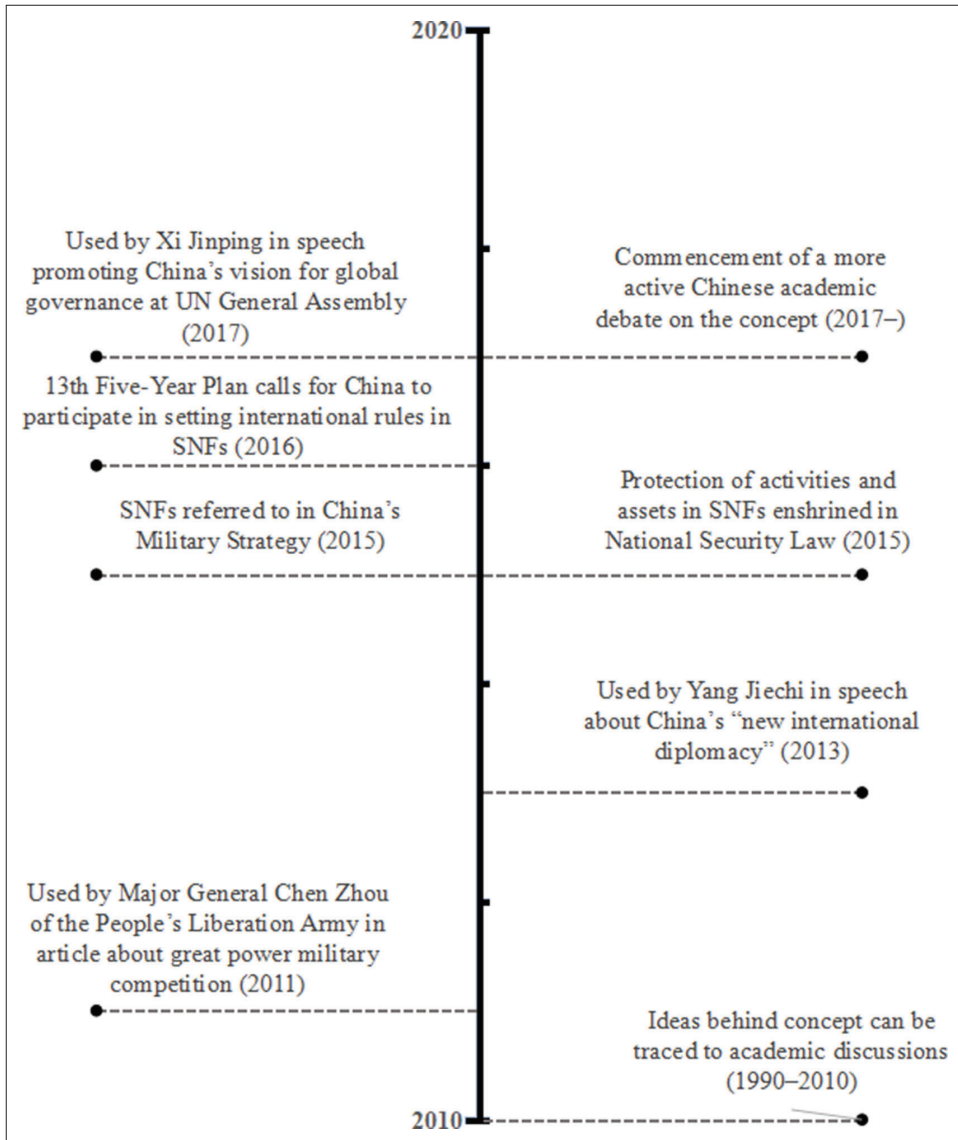 2020
Used by Xi Jinping in speech
promoting China's vision for global
governance at UN General Assembly
(2017)
Commencement of a more
active Chinese academic
debate on the concept (2017–)
13th Five-Year Plan calls for China to
participate in setting international rules in
SNFs (2016)
SNFs referred to in China's
Military Strategy (2015)
Protection of activities and
assets in SNFs enshrined in
National Security Law (2015)
Used by Yang Jiechi in speech
about China's “new international
diplomacy” (2013)
Used by Major General Chen Zhou
of the People's Liberation Army in
article about great power military
competition (2011)
Ideas behind concept can be
traced to academic discussions
(1990–2010)
2010